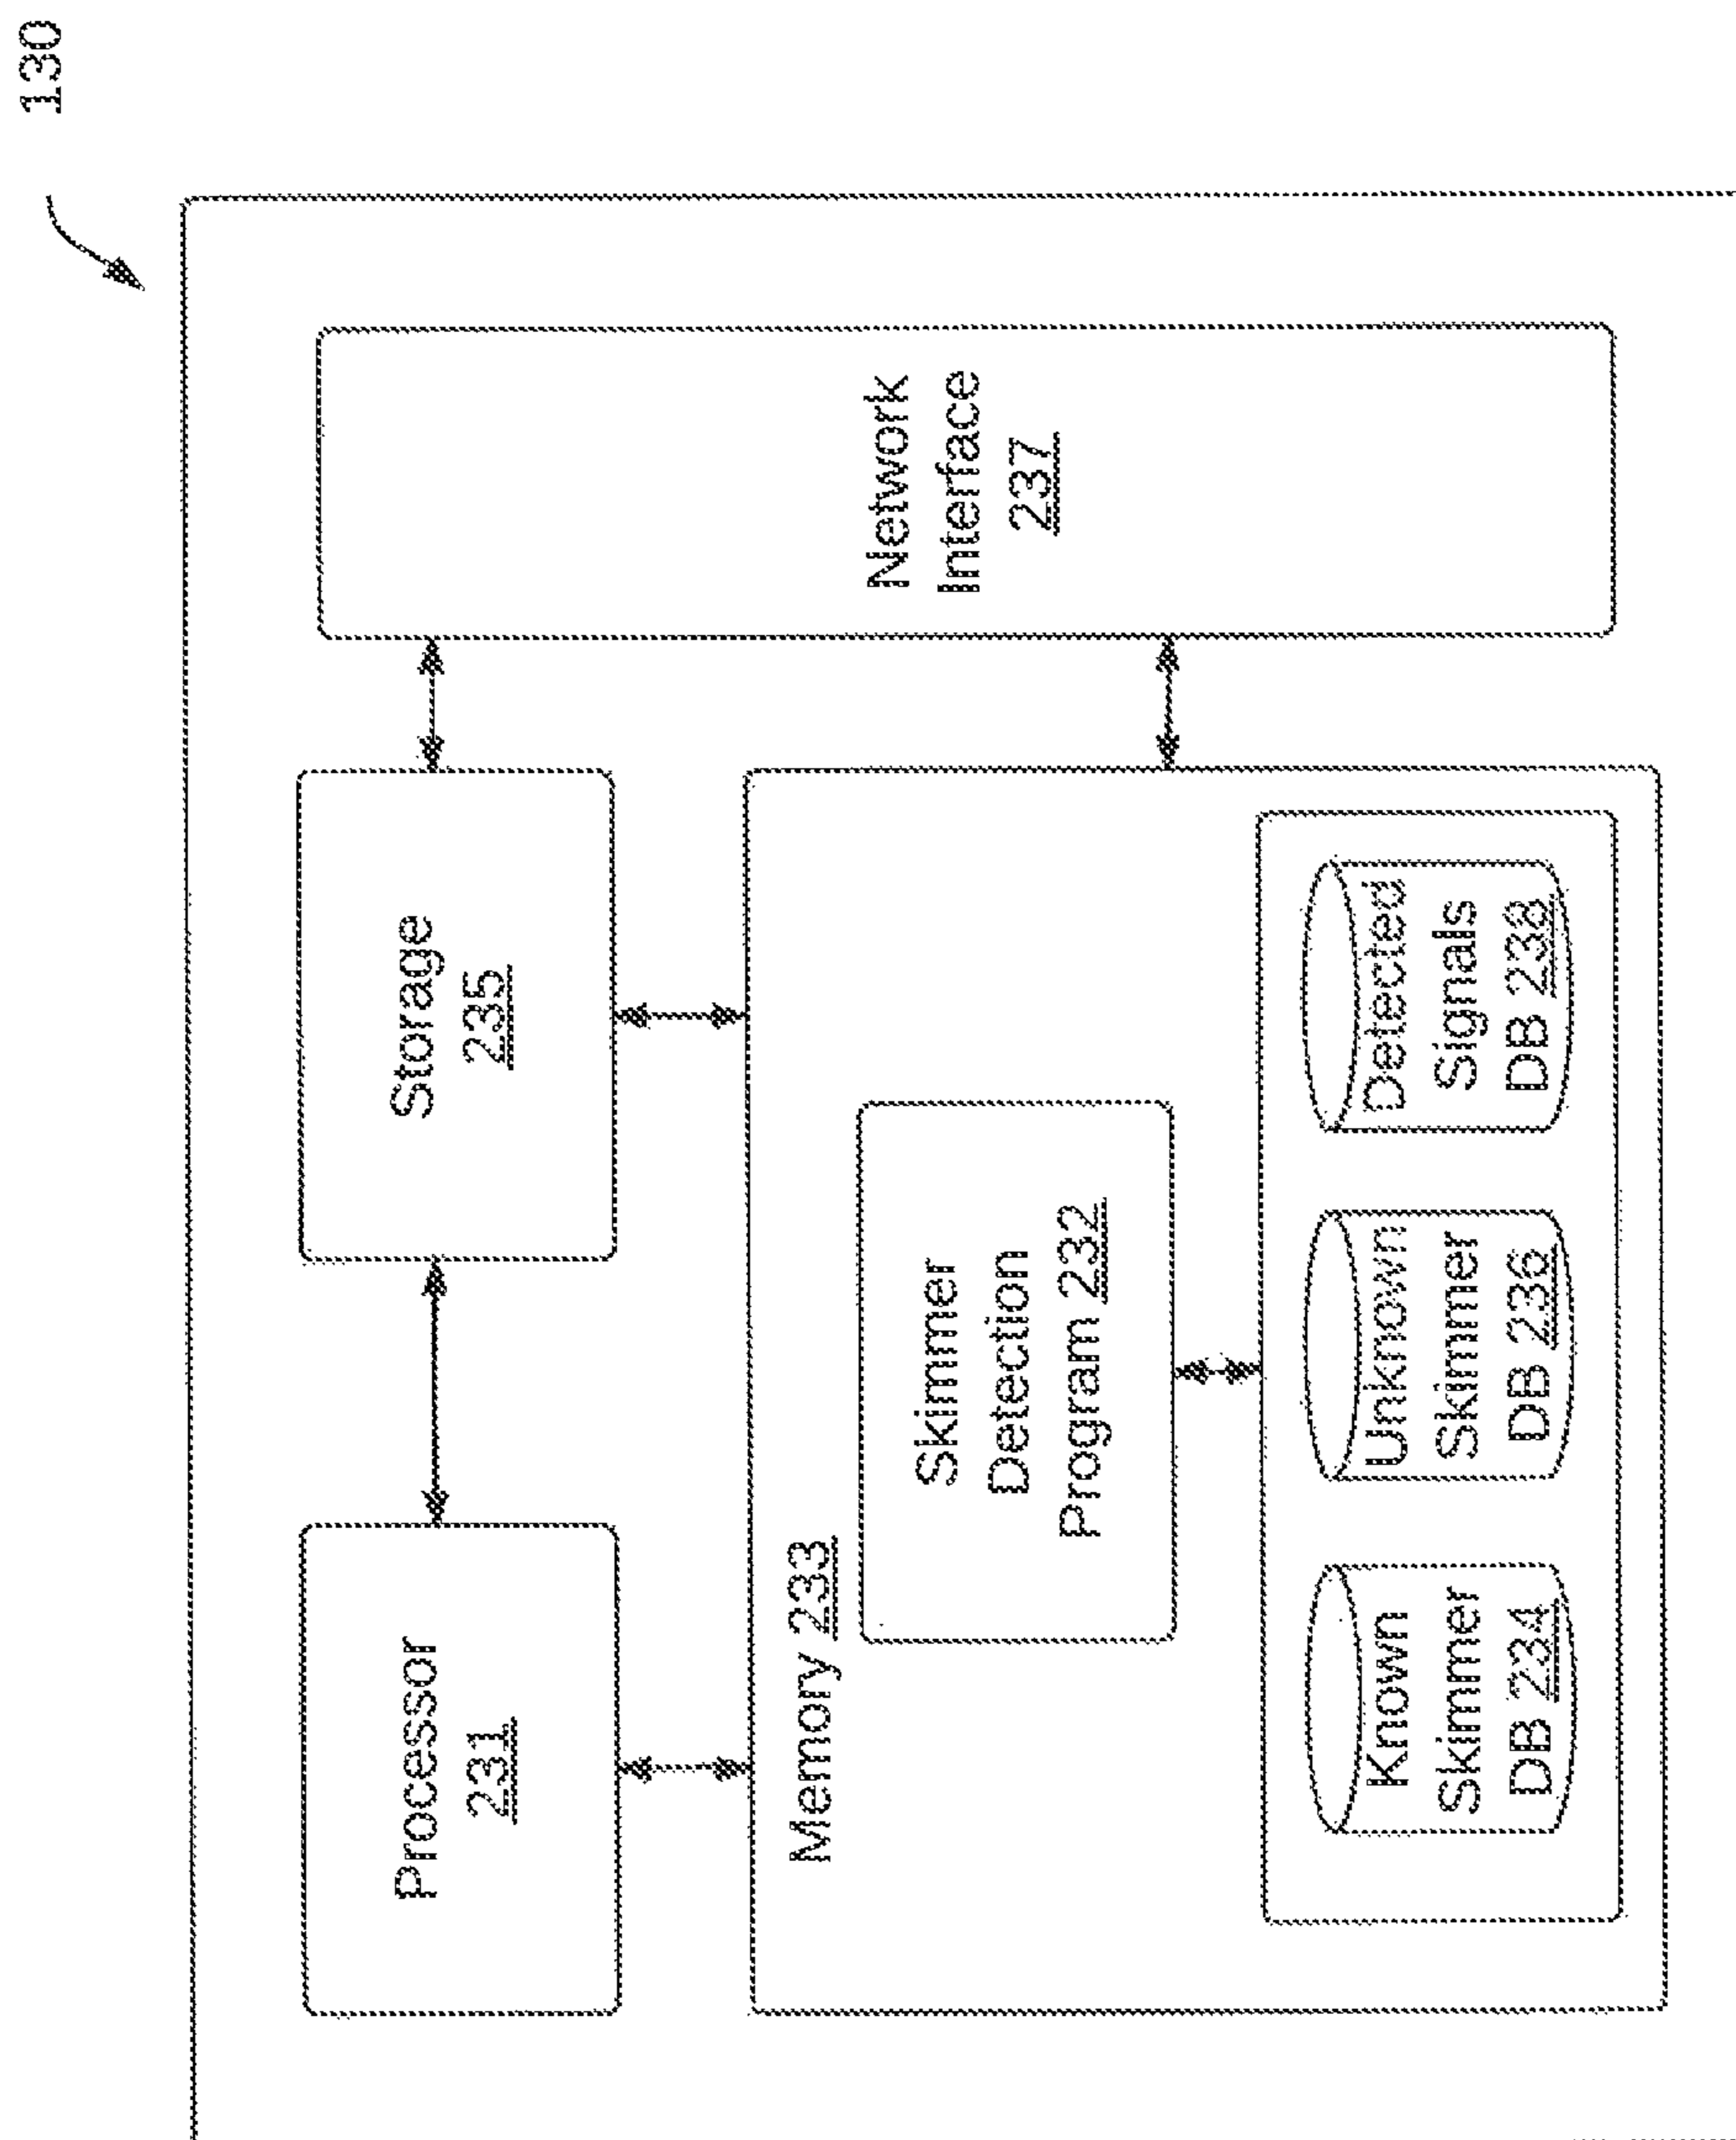 130
Processor
231
Storage
235
Network
Interface
237
Memory 233
Skimmer
Detection
Program 232
Known
Skimmer
DB 234
Unknown
Skimmer
DB 236
Detected
Signals
DB 238